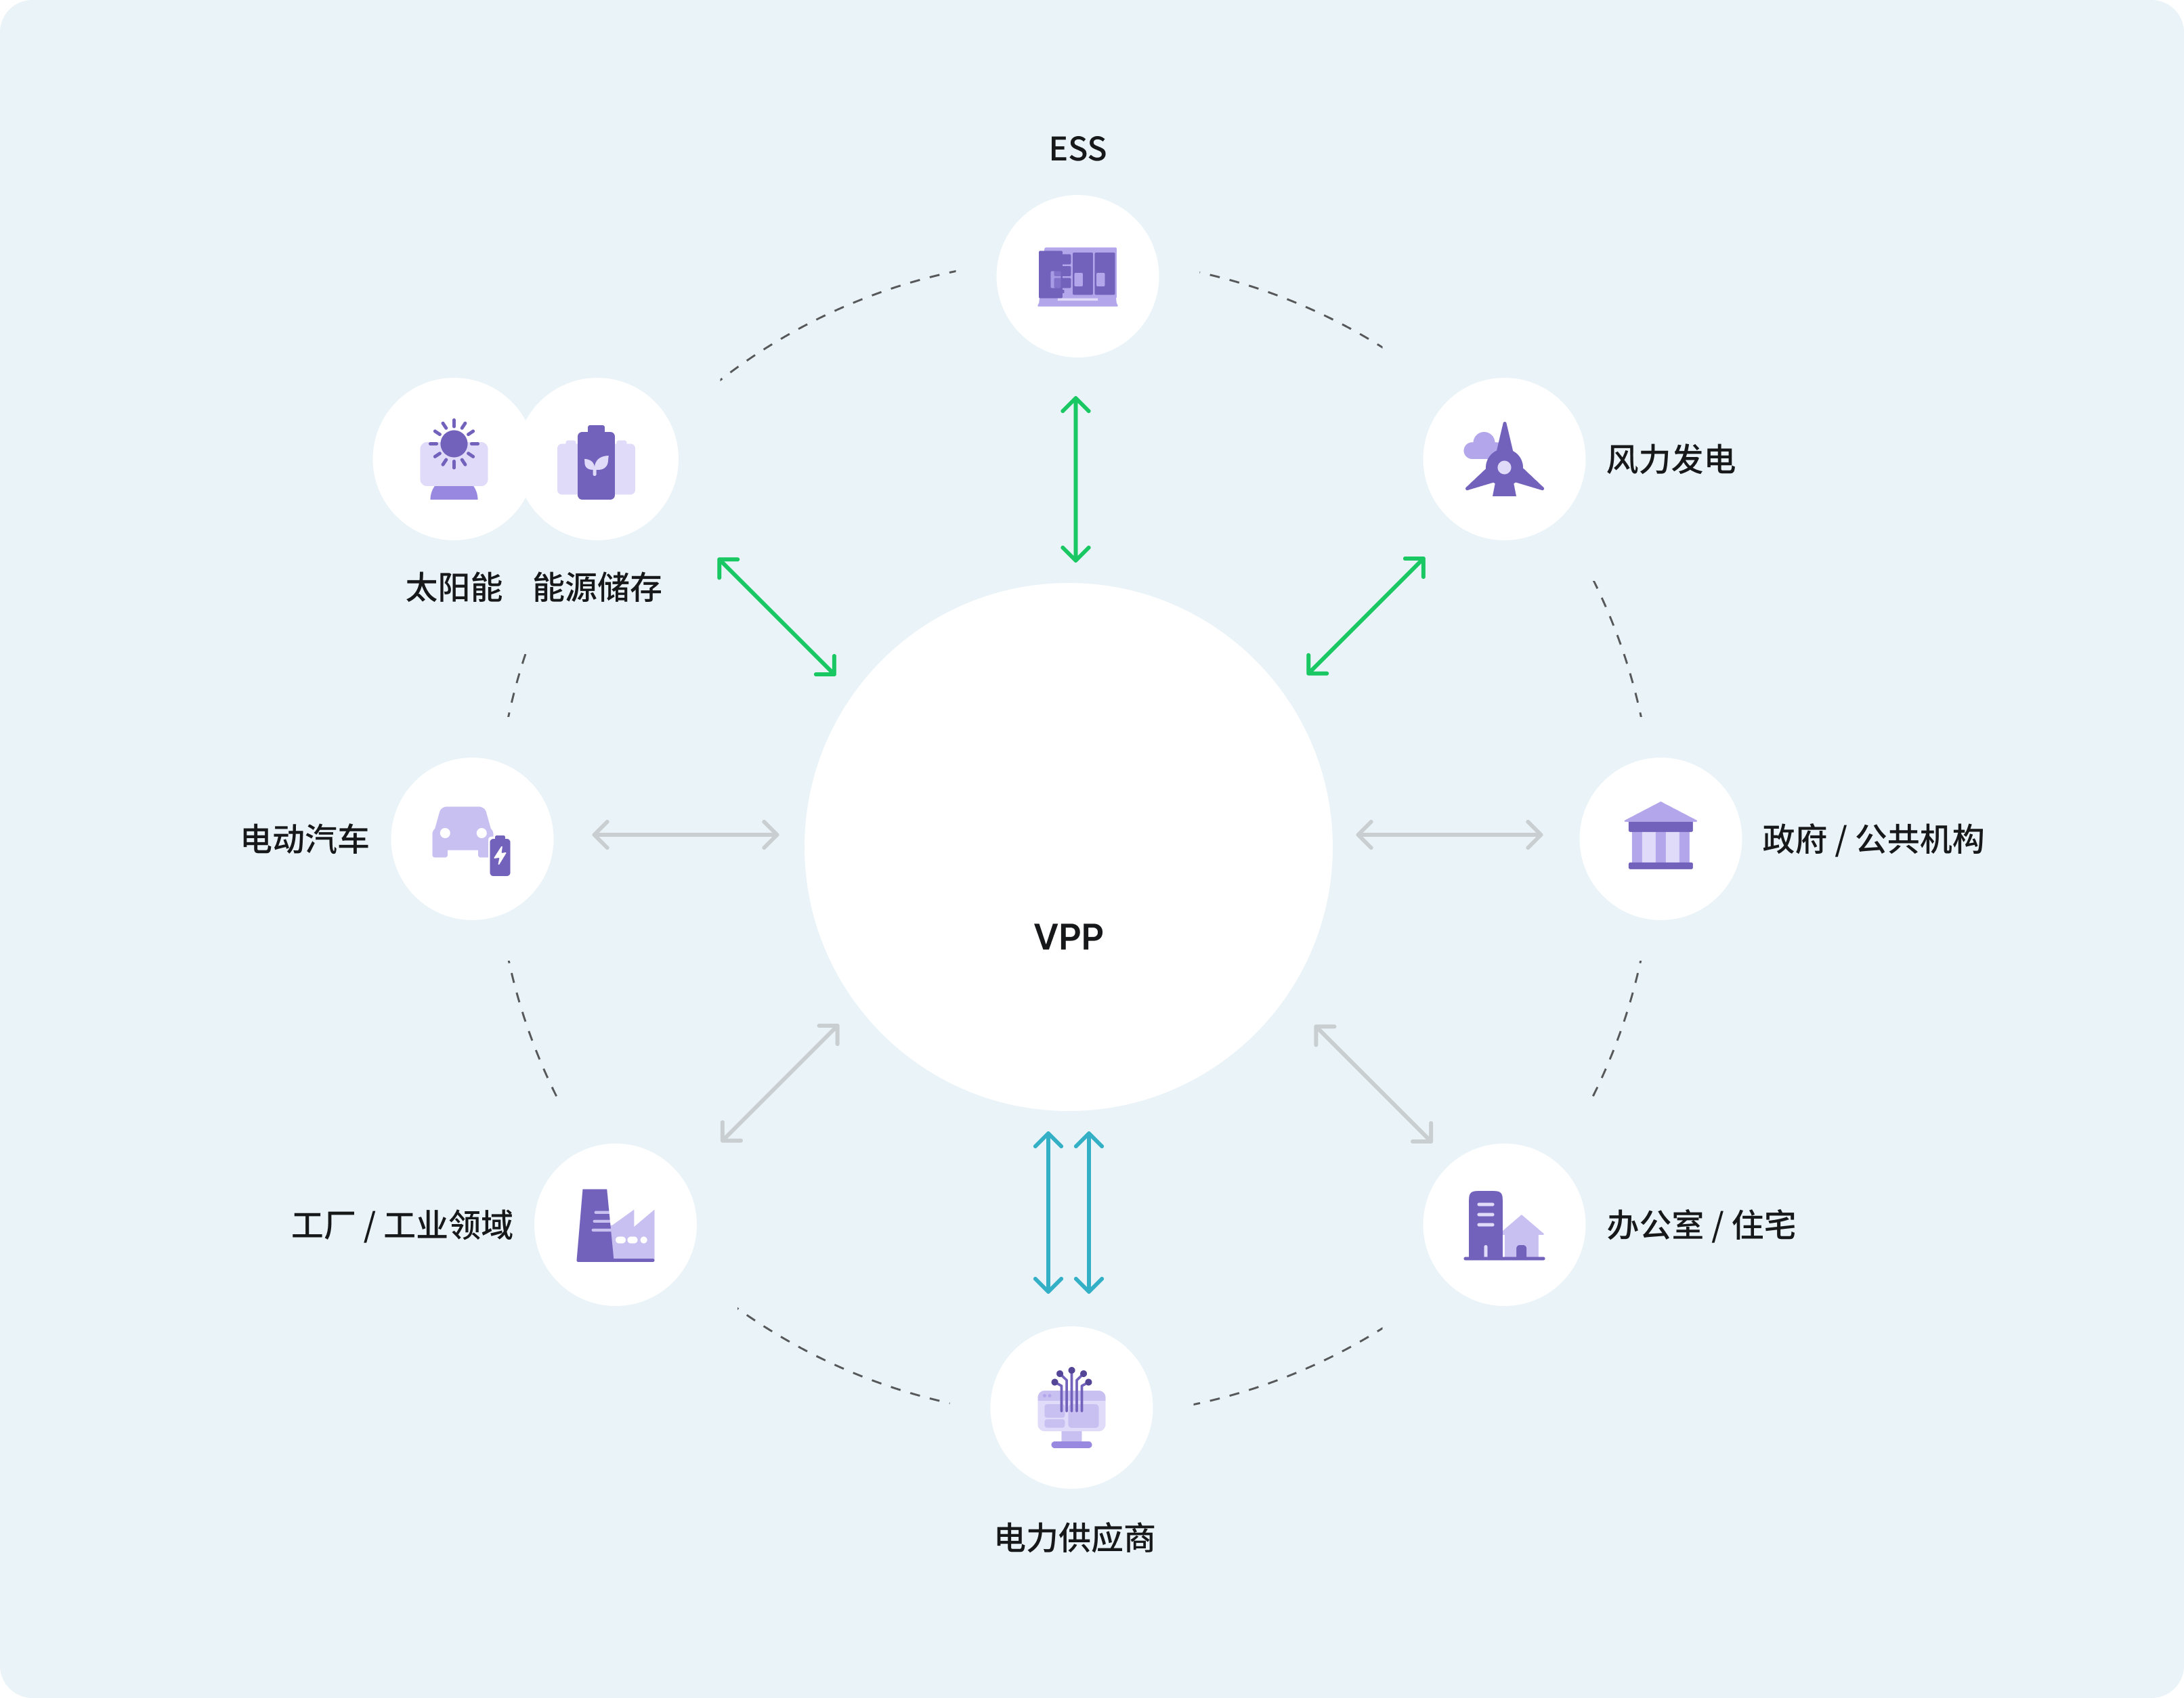 ESS
风力发电
太阳能
能源储存
电动汽车
政府 / 公共机构
VPP
工厂 / 工业领域
办公室 / 住宅
电力供应商